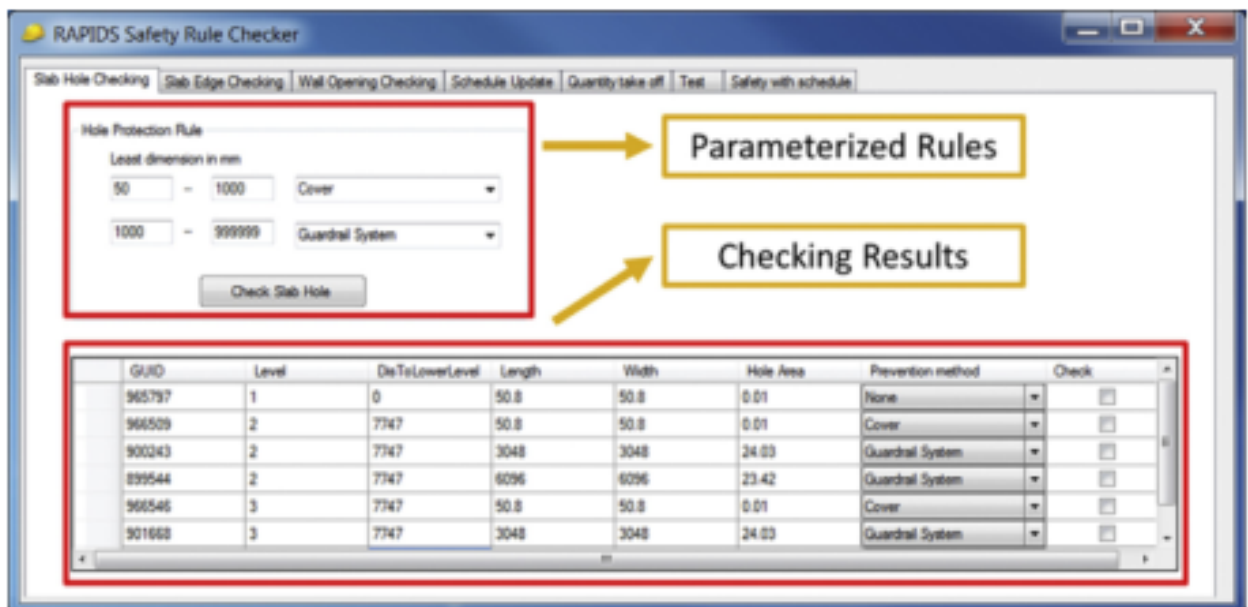 RAPIDS Safety Rule Checker
Slab Hole Checking Slab Edge Checking Wall Opening Checking Schedule Update Quantity take off Test Safety with schedule
Hole Protection Rule
Least dimension in mm
50 – 1000 Cover
1000 – 999999 Guardrail System
Check Slab Hole
Parameterized Rules
Checking Results
GUID Level DisToLowerLevel Length Width Hole Area Prevention method Check
965797 1 0 50.8 50.8 0.01 None
966509 2 7747 50.8 50.8 0.01 Cover
900243 2 7747 3048 3048 24.03 Guardrail System
899544 2 7747 6096 6096 23.42 Guardrail System
966546 3 7747 50.8 50.8 0.01 Cover
901668 3 7747 3048 3048 24.03 Guardrail System